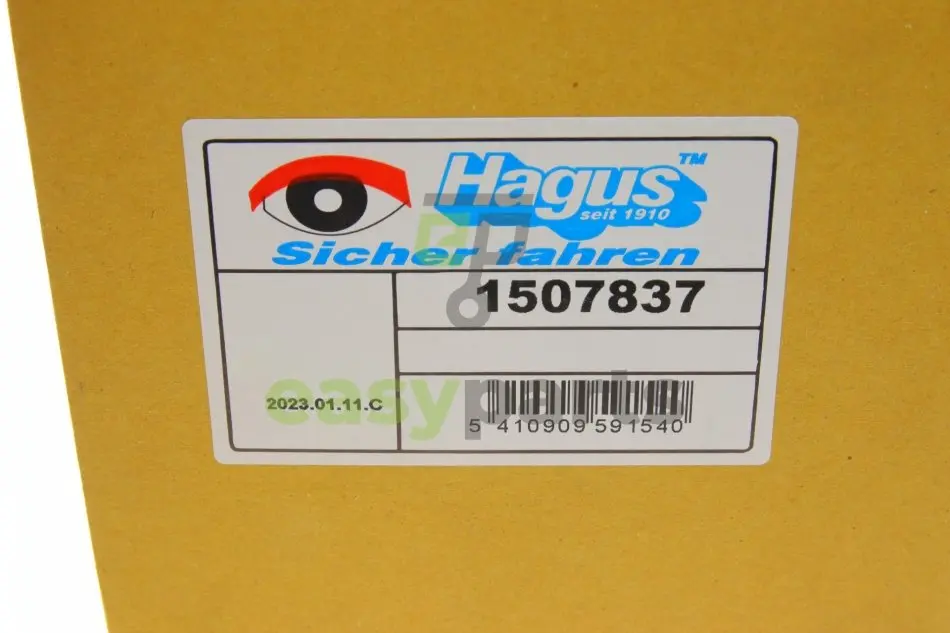 Hagus™
seit 1910
Sicher fahren
1507837
easyparts
2023.01.11.C
5 410909 591540